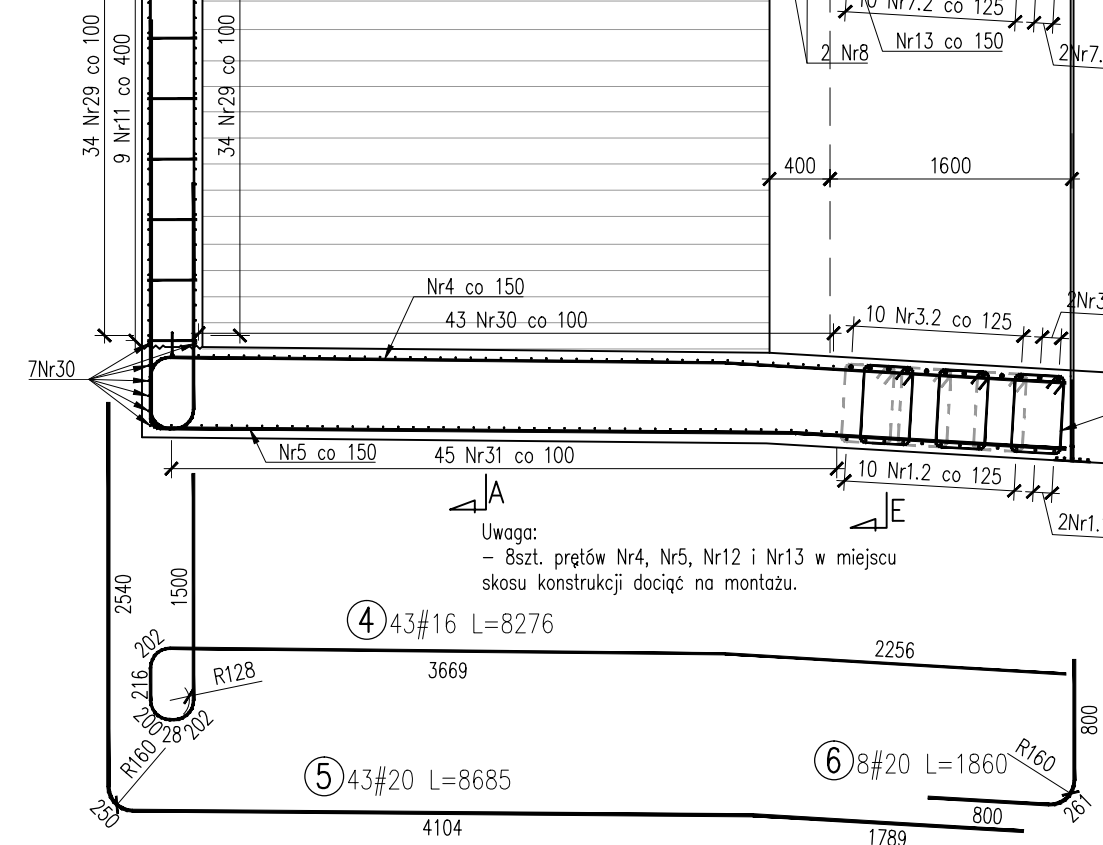 10 Nr7.2 co 125
Nr13 co 150
2 Nr8
2Nr7.
34 Nr29 co 100
9 Nr11 co 400
34 Nr29 co 100
400
1600
Nr4 co 150
43 Nr30 co 100
10 Nr3.2 co 125
2Nr3
7Nr30
Nr5 co 150
45 Nr31 co 100
10 Nr1.2 co 125
2Nr1.
A
E
Uwaga:
– 8szt. prętów Nr4, Nr5, Nr12 i Nr13 w miejscu
skosu konstrukcji dociąć na montażu.
2540
1500
4 43#16 L=8276
202
216
R128
3669
2256
200
28
202
R160
800
5 43#20 L=8685
6 8#20 L=1860
R160
250
4104
800
261
1789